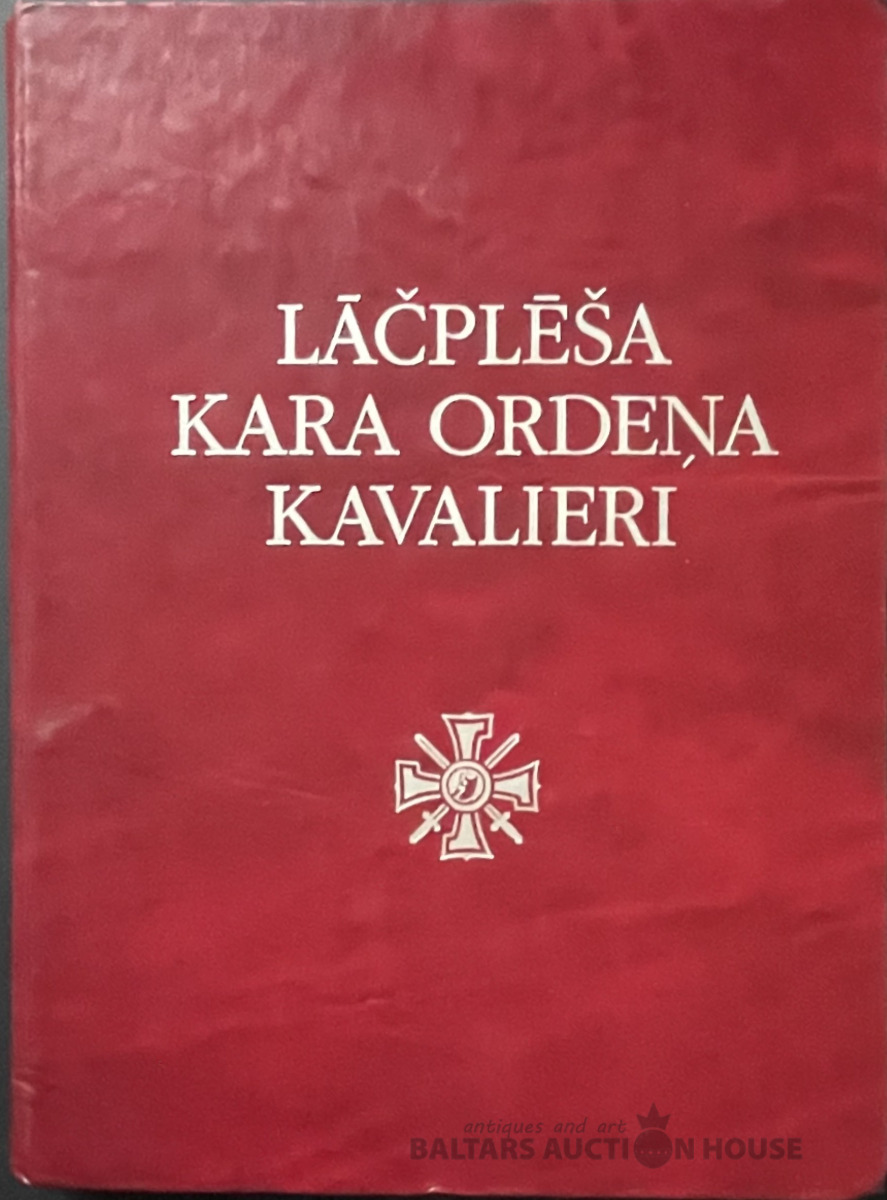 LĀČPLĒŠA
KARA ORDEŅA
KAVALIERI
antiques and art
BALTARS AUCTION HOUSE